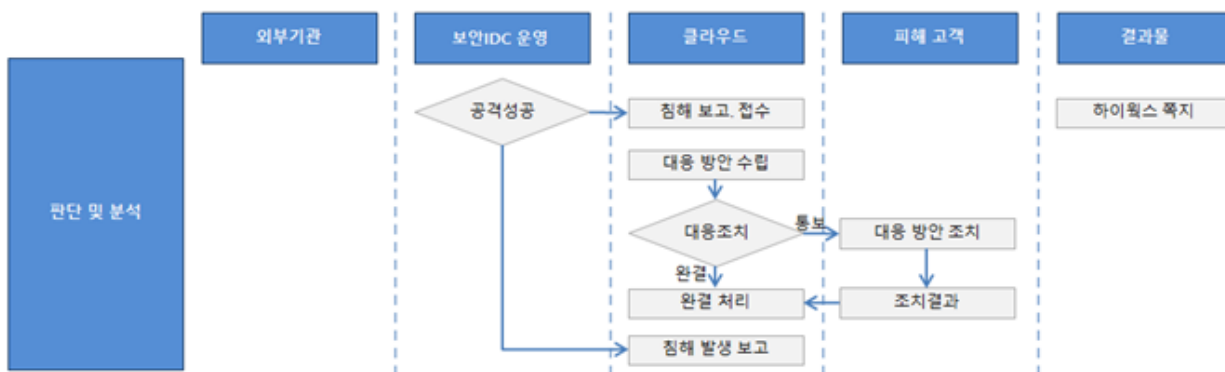 외부기관
보안IDC 운영
클라우드
피해 고객
결과물
판단 및 분석
공격성공
침해 보고. 접수
하이웍스 쪽지
대응 방안 수립
대응조치
통보
대응 방안 조치
완결
완결 처리
조치결과
침해 발생 보고